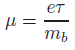 μ = eτ / m_b